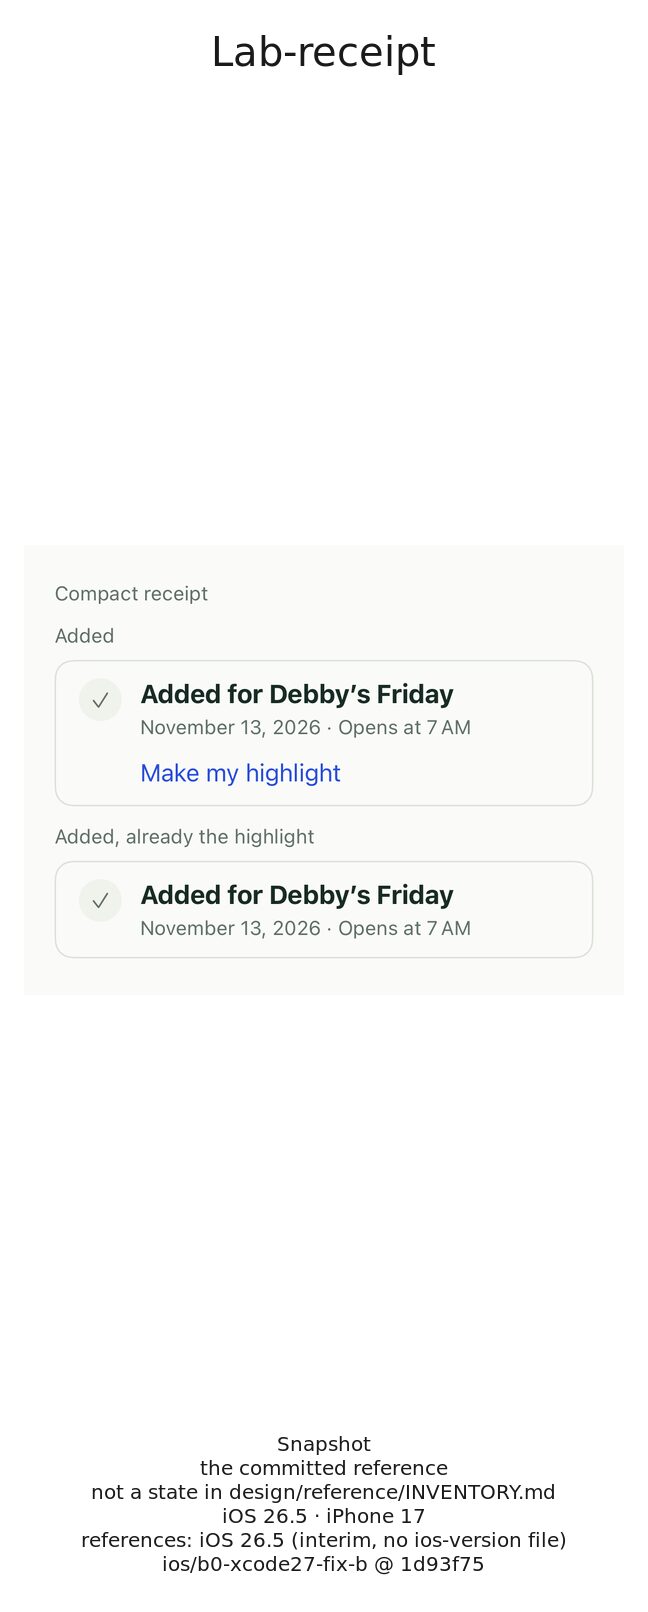 Lab-receipt
Compact receipt
Added
Added for Debby’s Friday
November 13, 2026 · Opens at 7 AM
Make my highlight
Added, already the highlight
Added for Debby’s Friday
November 13, 2026 · Opens at 7 AM
Snapshot
the committed reference
not a state in design/reference/INVENTORY.md
iOS 26.5 · iPhone 17
references: iOS 26.5 (interim, no ios-version file)
ios/b0-xcode27-fix-b @ 1d93f75